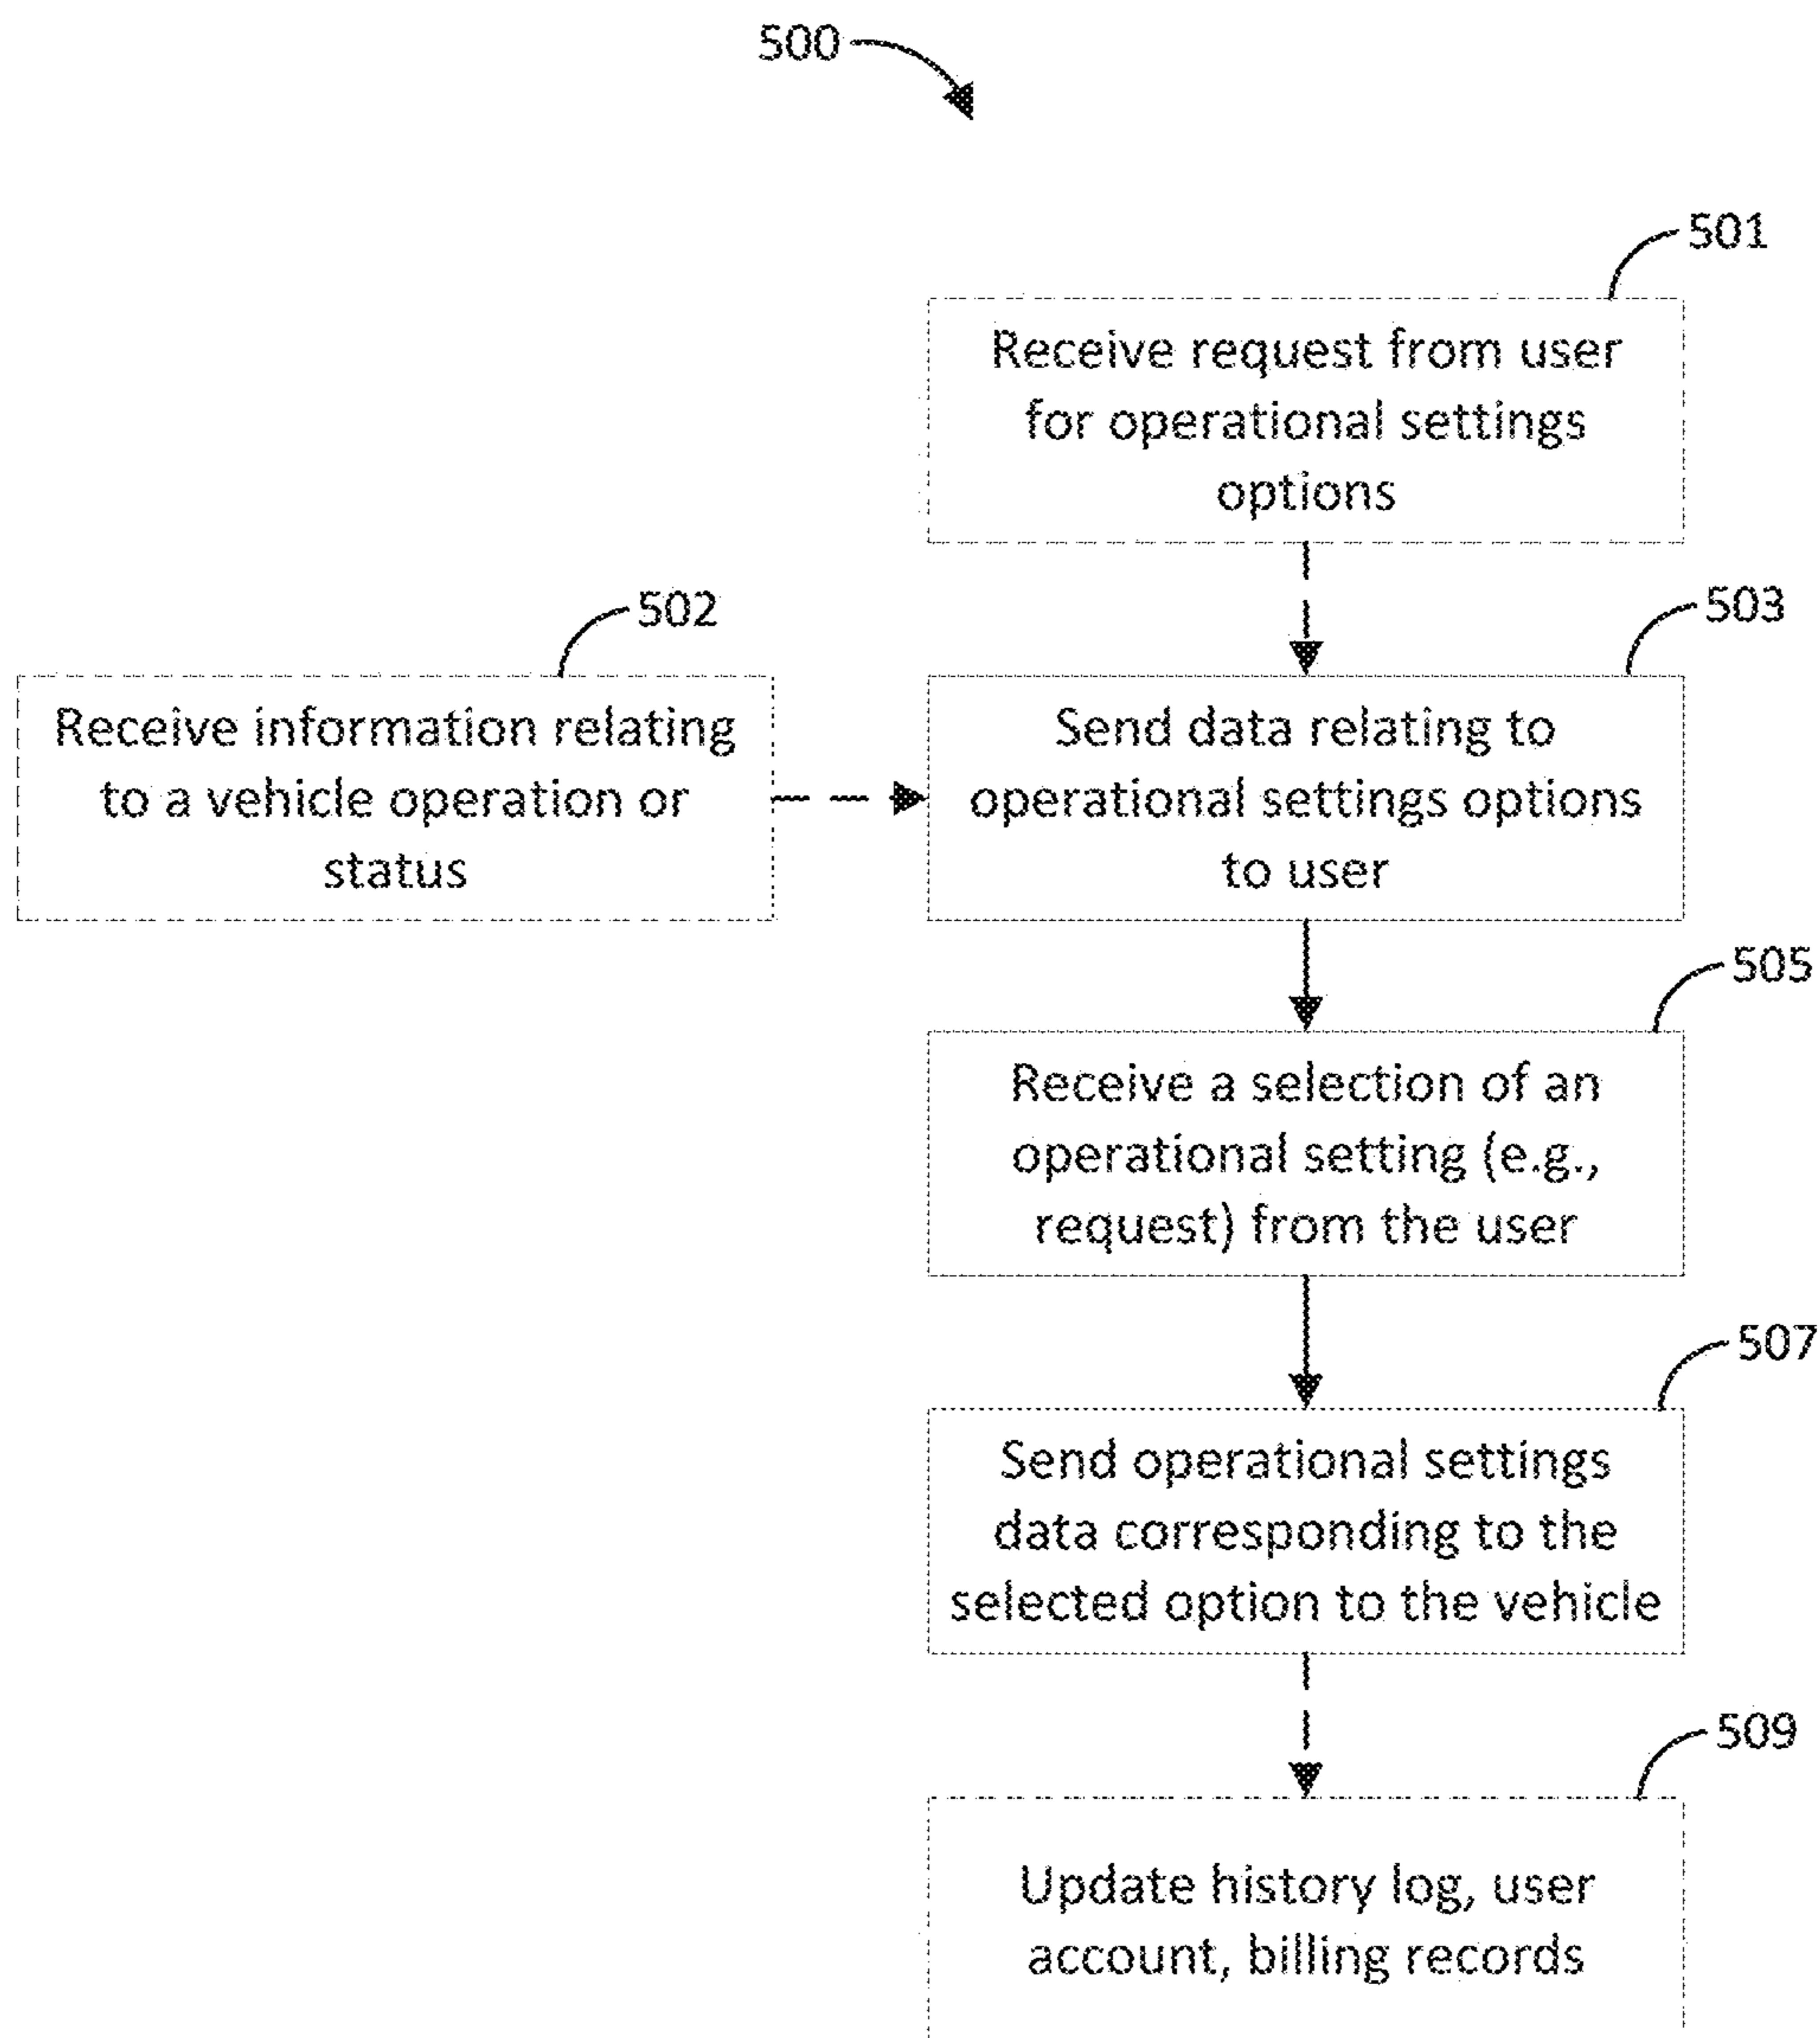 500
501
Receive request from user
for operational settings
options
502
Receive information relating
to a vehicle operation or
status
503
Send data relating to
operational settings options
to user
505
Receive a selection of an
operational setting (e.g.,
request) from the user
507
Send operational settings
data corresponding to the
selected option to the vehicle
509
Update history log, user
account, billing records